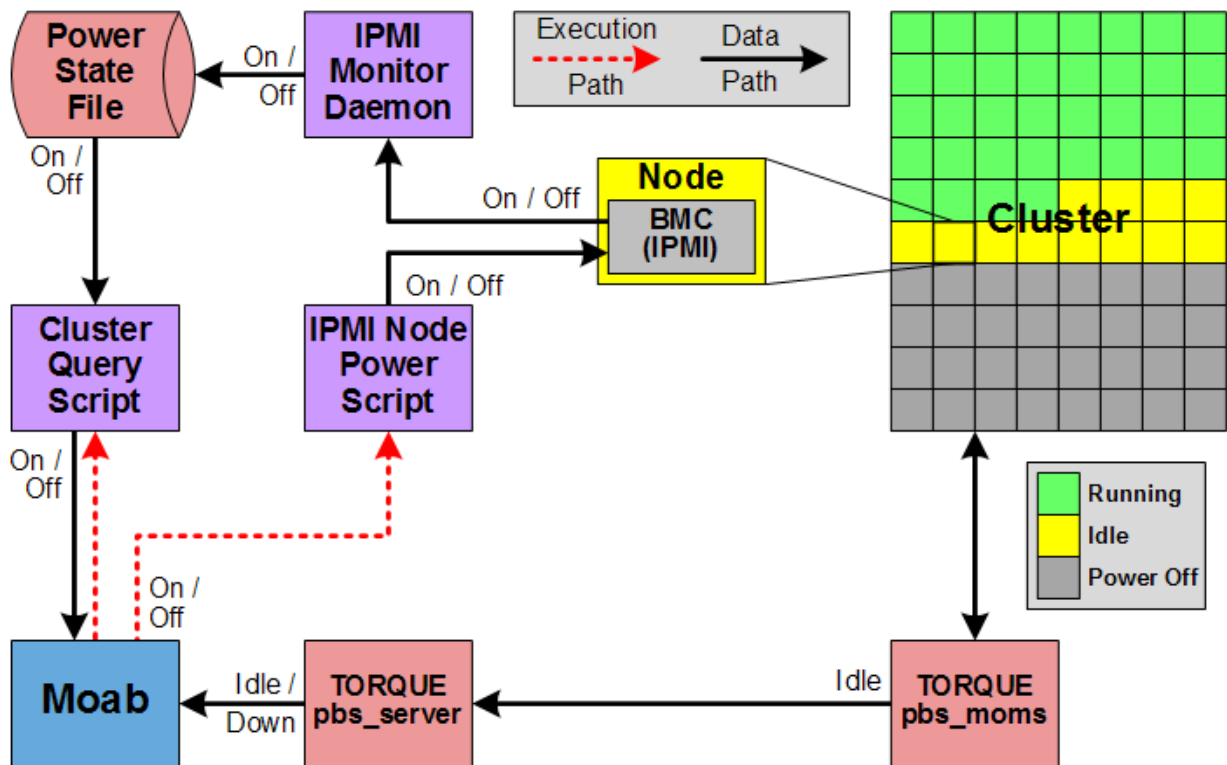 Power
State
File
On /
Off
IPMI
Monitor
Daemon
Execution
Path
Data
Path
On /
Off
On / Off
Node
BMC
(IPMI)
Cluster
On / Off
Cluster
Query
Script
IPMI Node
Power
Script
On /
Off
Running
Idle
Power Off
On /
Off
Moab
Idle /
Down
TORQUE
pbs_server
Idle
TORQUE
pbs_moms